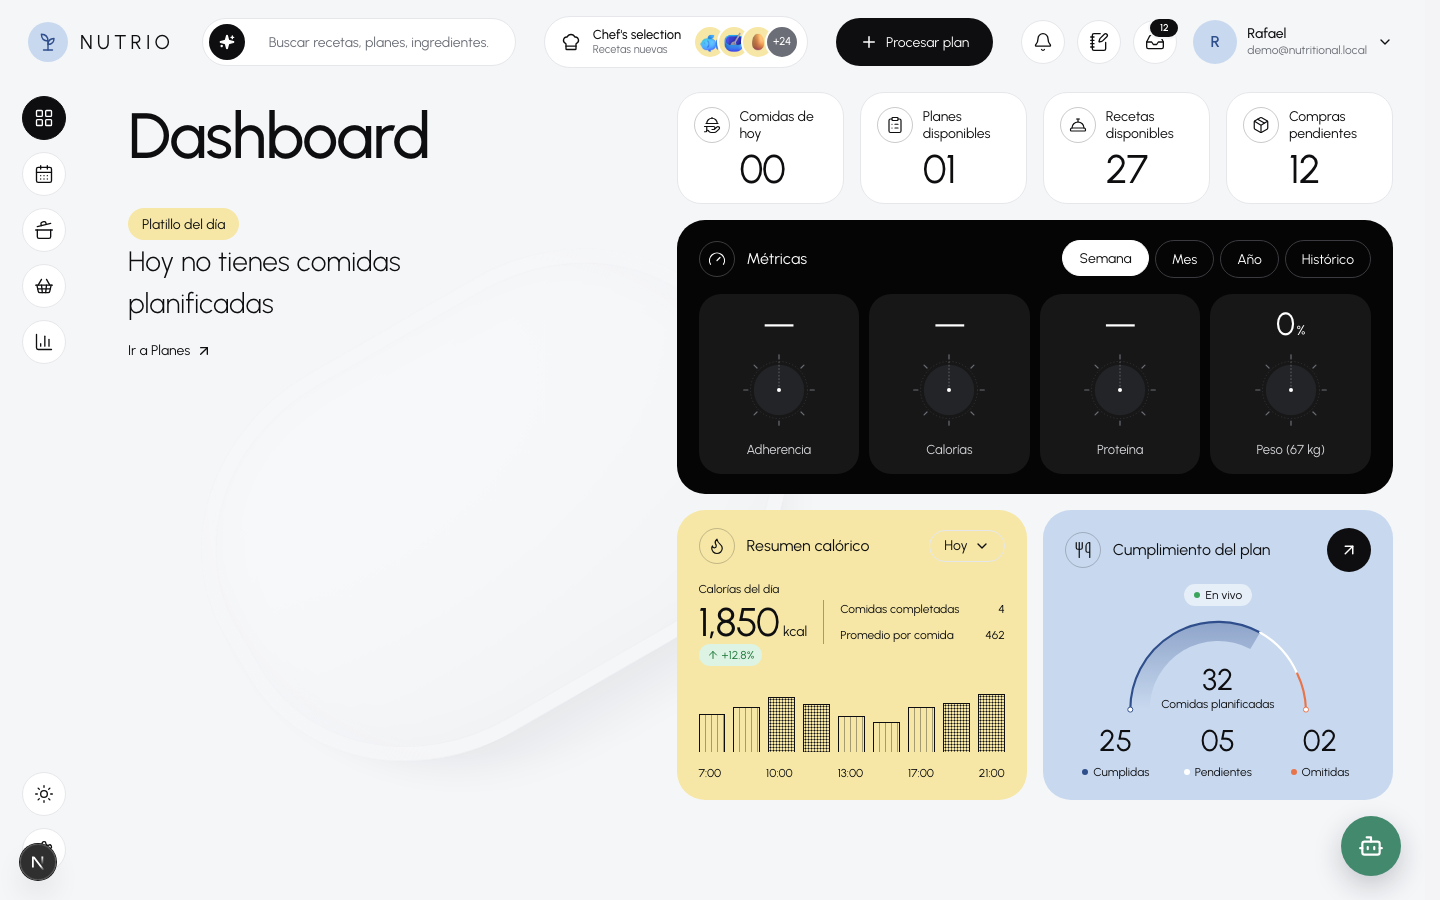 NUTRIO
Buscar recetas, planes, ingredientes.
Chef's selection
Recetas nuevas
+24
Procesar plan
12
R
Rafael
demo@nutritional.local
Dashboard
Platillo del día
Hoy no tienes comidas
planificadas
Ir a Planes
Comidas de
hoy
00
Planes
disponibles
01
Recetas
disponibles
27
Compras
pendientes
12
Métricas
Semana
Mes
Año
Histórico
—
Adherencia
—
Calorías
—
Proteína
0%
Peso (67 kg)
Resumen calórico
Hoy
Calorías del día
1,850 kcal
+12.8%
Comidas completadas 4
Promedio por comida 462
7:00 10:00 13:00 17:00 21:00
Cumplimiento del plan
En vivo
32
Comidas planificadas
25
Cumplidas
05
Pendientes
02
Omitidas
N